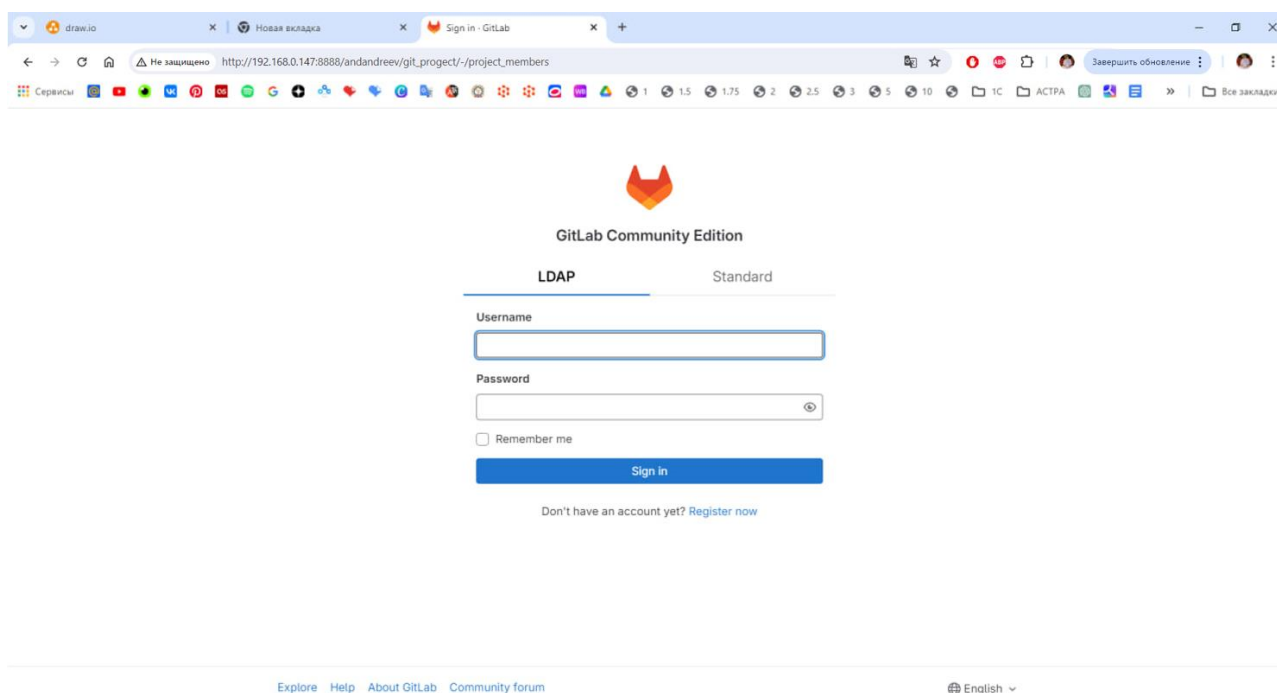 draw.io
Новая вкладка
Sign in · GitLab
Не защищено http://192.168.0.147:8888/andandreev/git_progect/-/project_members
ABP
Завершить обновление
Сервисы
1
1.5
1.75
2
2.5
3
5
10
1C
АСТРА
Все закладки
GitLab Community Edition
LDAP Standard
Username
Password
Remember me
Sign in
Don't have an account yet? Register now
Explore Help About GitLab Community forum
English